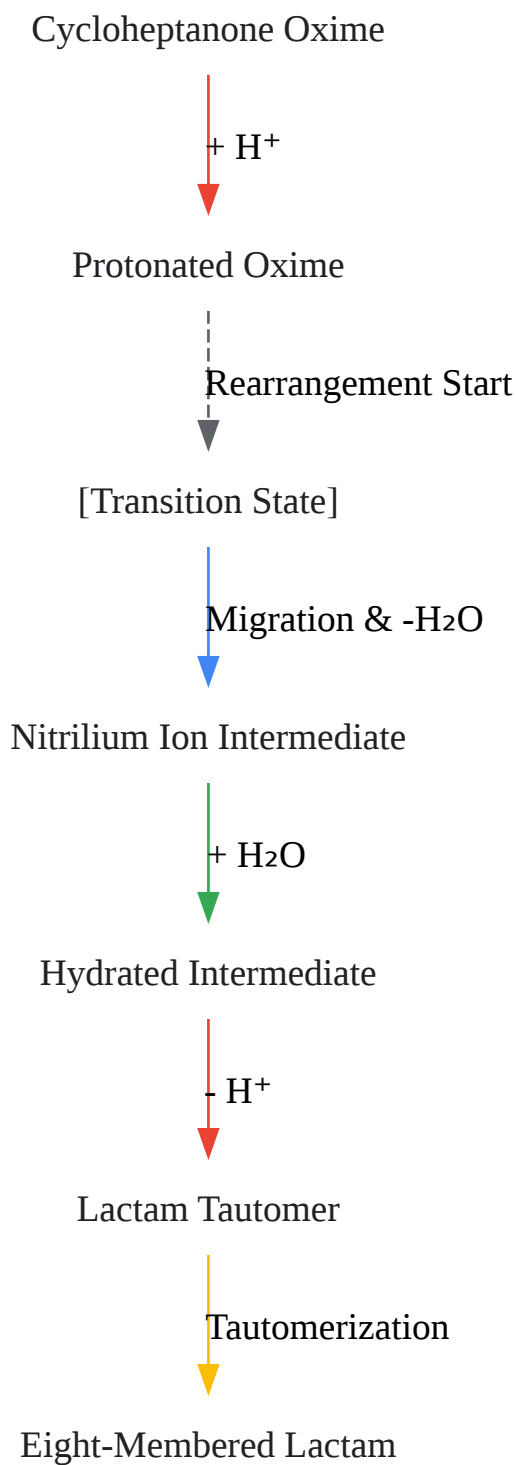 Cycloheptanone Oxime
+ H⁺
Protonated Oxime
Rearrangement Start
[Transition State]
Migration & -H₂O
Nitrilium Ion Intermediate
+ H₂O
Hydrated Intermediate
- H⁺
Lactam Tautomer
Tautomerization
Eight-Membered Lactam